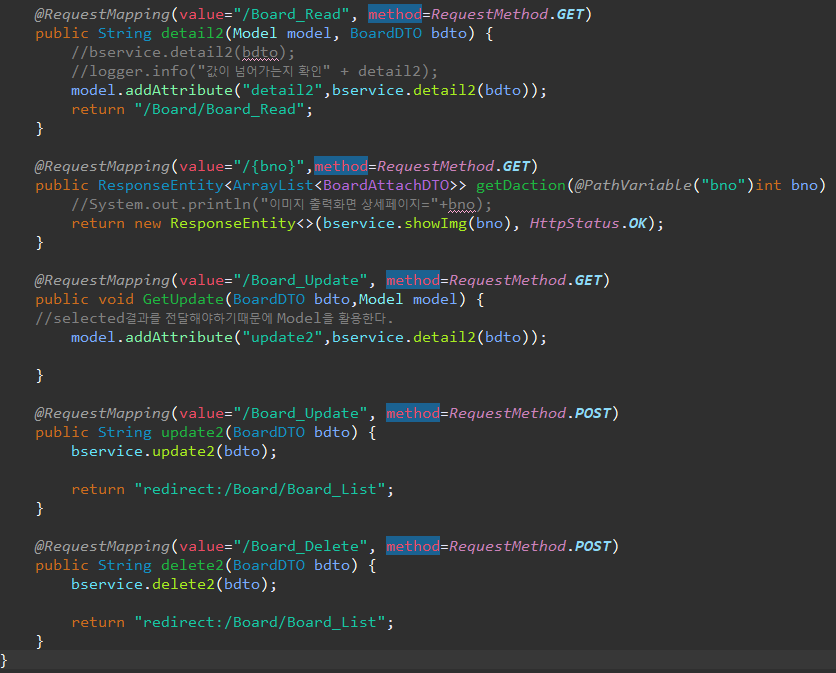 @RequestMapping(value="/Board_Read", method=RequestMethod.GET)
public String detail2(Model model, BoardDTO bdto) {
//bservice.detail2(bdto);
//logger.info("값이 넘어가는지 확인" + detail2);
model.addAttribute("detail2",bservice.detail2(bdto));
return "/Board/Board_Read";
}
@RequestMapping(value="/{bno}",method=RequestMethod.GET)
public ResponseEntity<ArrayList<BoardAttachDTO>> getDaction(@PathVariable("bno")int bno)
//System.out.println("이미지 출력화면 상세페이지="+bno);
return new ResponseEntity<>(bservice.showImg(bno), HttpStatus.OK);
}
@RequestMapping(value="/Board_Update", method=RequestMethod.GET)
public void GetUpdate(BoardDTO bdto,Model model) {
//selected결과를 전달해야하기때문에 Model을 활용한다.
model.addAttribute("update2",bservice.detail2(bdto));
}
@RequestMapping(value="/Board_Update", method=RequestMethod.POST)
public String update2(BoardDTO bdto) {
bservice.update2(bdto);
return "redirect:/Board/Board_List";
}
@RequestMapping(value="/Board_Delete", method=RequestMethod.POST)
public String delete2(BoardDTO bdto) {
bservice.delete2(bdto);
return "redirect:/Board/Board_List";
}
}